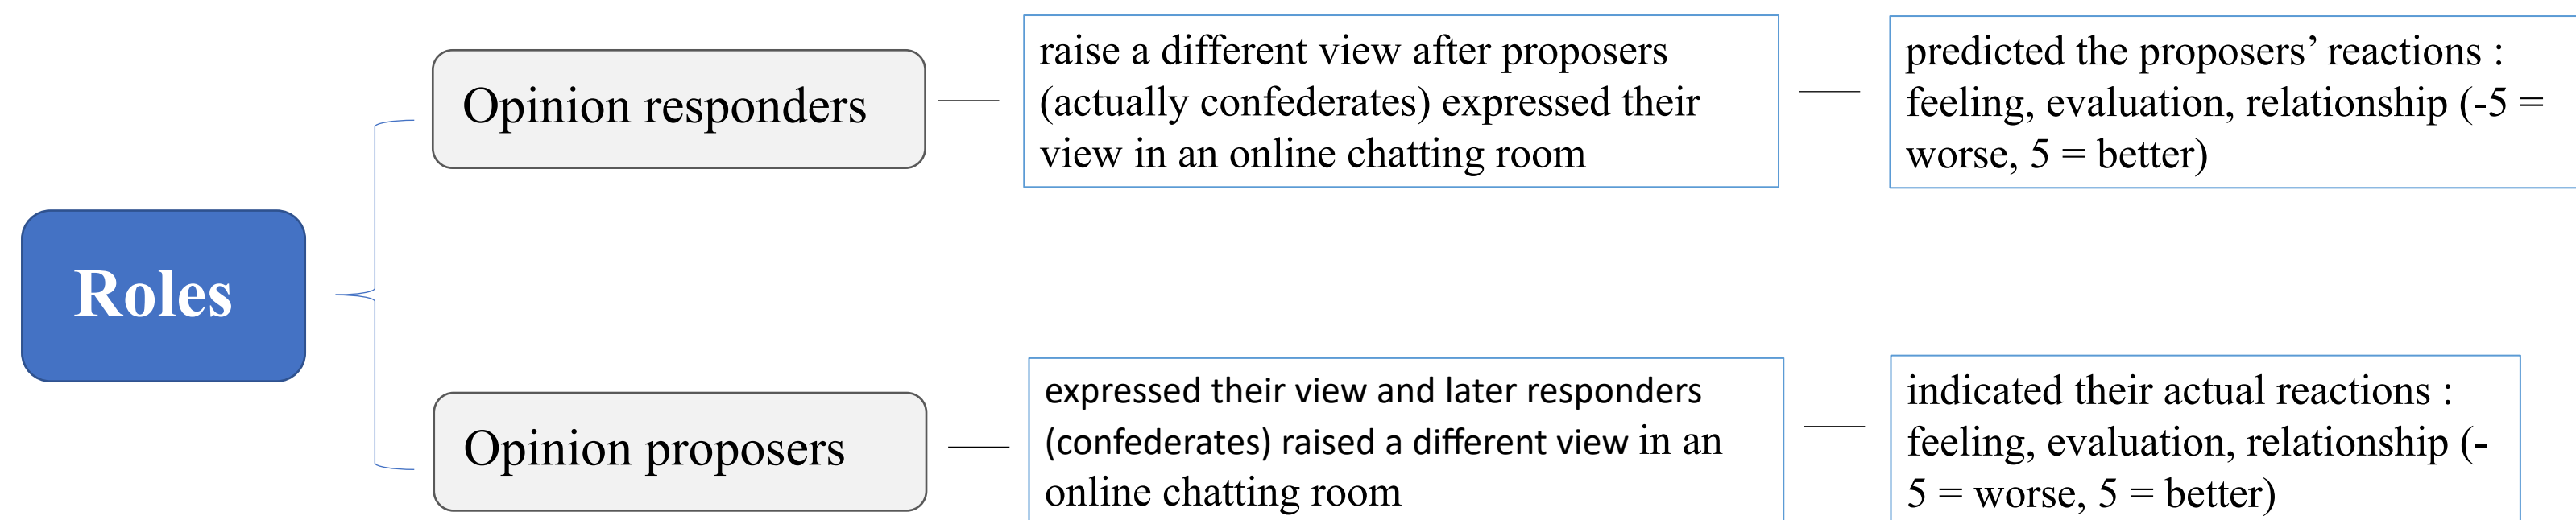 Roles
Opinion responders
raise a different view after proposers
(actually confederates) expressed their
view in an online chatting room
predicted the proposers’ reactions :
feeling, evaluation, relationship (-5 =
worse, 5 = better)
Opinion proposers
expressed their view and later responders
(confederates) raised a different view in an
online chatting room
indicated their actual reactions :
feeling, evaluation, relationship (-
5 = worse, 5 = better)